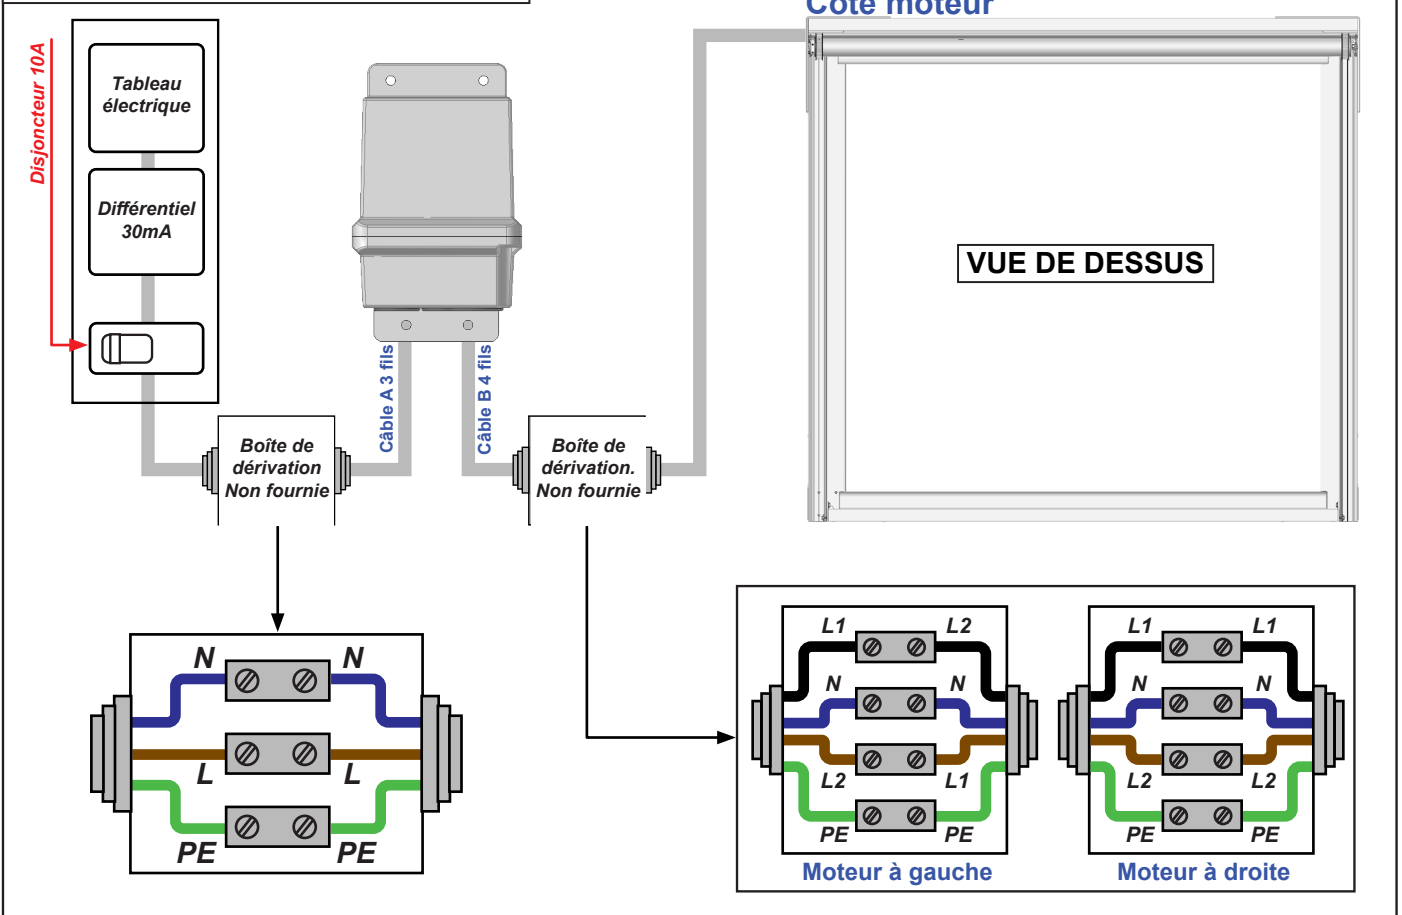 Côté moteur
Disjoncteur 10A
Tableau
électrique
Différentiel
30mA
VUE DE DESSUS
Câble A 3 fils
Câble B 4 fils
Boîte de
dérivation
Non fournie
Boîte de
dérivation.
Non fournie
N N
L L
PE PE
L1 L2
N N
L2 L1
PE PE
Moteur à gauche
L1 L1
N N
L2 L2
PE PE
Moteur à droite